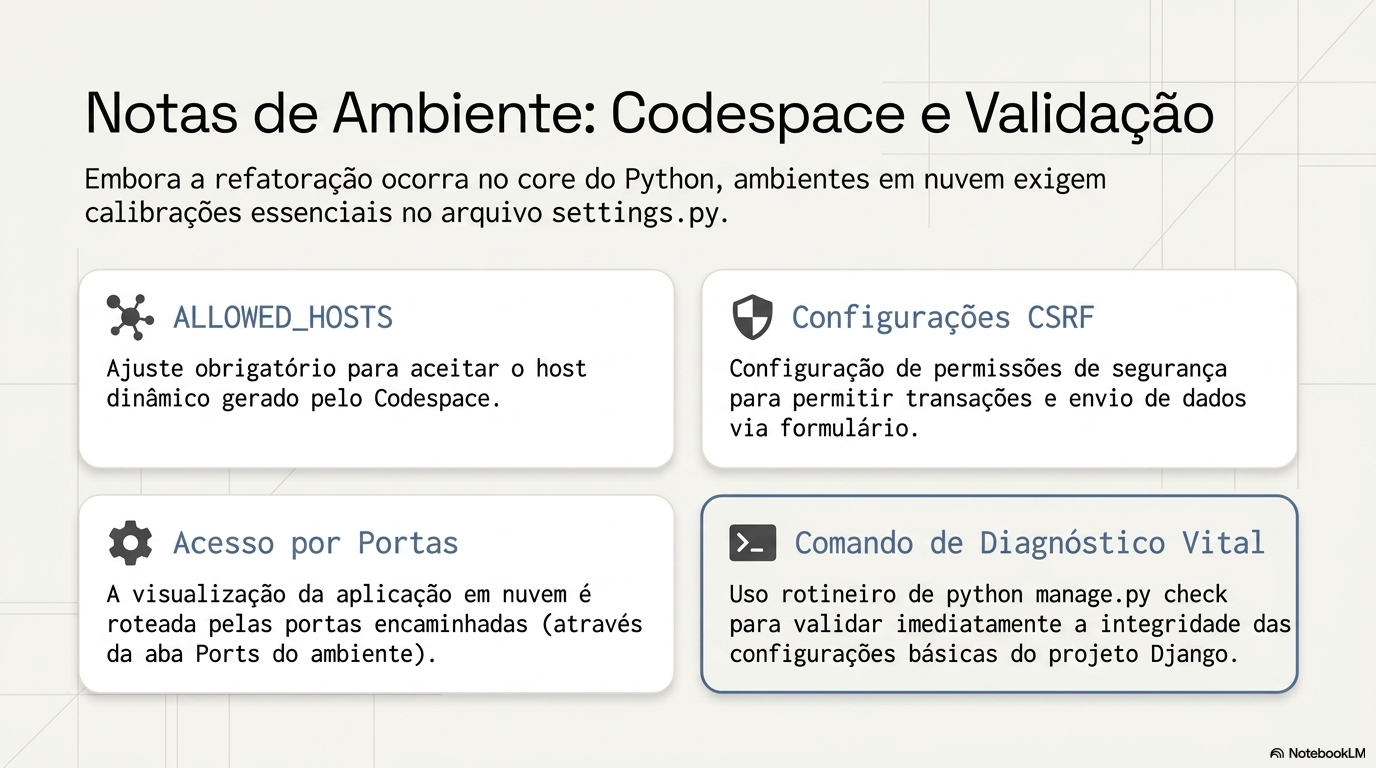 Notas de Ambiente: Codespace e Validação
Embora a refatoração ocorra no core do Python, ambientes em nuvem exigem
calibrações essenciais no arquivo settings.py.
ALLOWED_HOSTS
Ajuste obrigatório para aceitar o host
dinâmico gerado pelo Codespace.
Configurações CSRF
Configuração de permissões de segurança
para permitir transações e envio de dados
via formulário.
Acesso por Portas
A visualização da aplicação em nuvem é
roteada pelas portas encaminhadas (através
da aba Ports do ambiente).
Comando de Diagnóstico Vital
Uso rotineiro de python manage.py check
para validar imediatamente a integridade das
configurações básicas do projeto Django.
NotebookLM